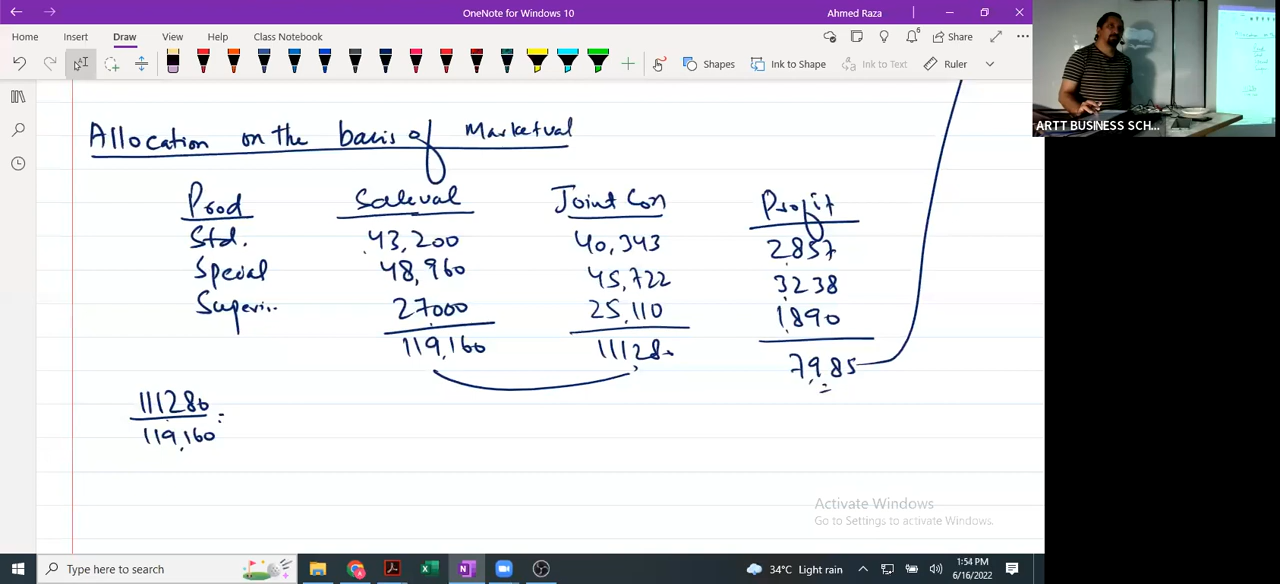 OneNote for Windows 10
Ahmed Raza
Home Insert Draw View Help Class Notebook
6 Share
Shapes Ink to Shape Ink to Text Ruler
ARTT BUSINESS SCH...
Allocation on the basis of Marketval
Prod Saleval Joint Con Profit
Std. 43,200 40,343 2857
Special 48,960 45,722 3238
27000 25,110 1890
119,160 111280 7985
111280
119,160 =
Activate Windows
Go to Settings to activate Windows.
Type here to search
34°C Light rain
1:54 PM
6/16/2022